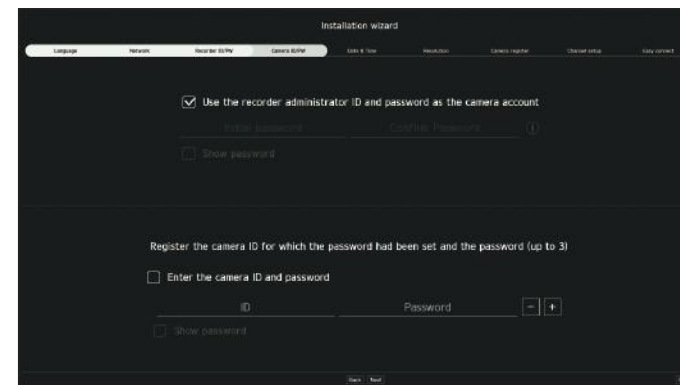 Installation wizard
Language Network Recorder ID/PW Camera ID/PW Date & Time Resolution Camera register Channel setup Easy connect
Use the recorder administrator ID and password as the camera account
Initial password Confirm Password
Show password
Register the camera ID for which the password had been set and the password (up to 3)
Enter the camera ID and password
ID Password - +
Show password
Back Next